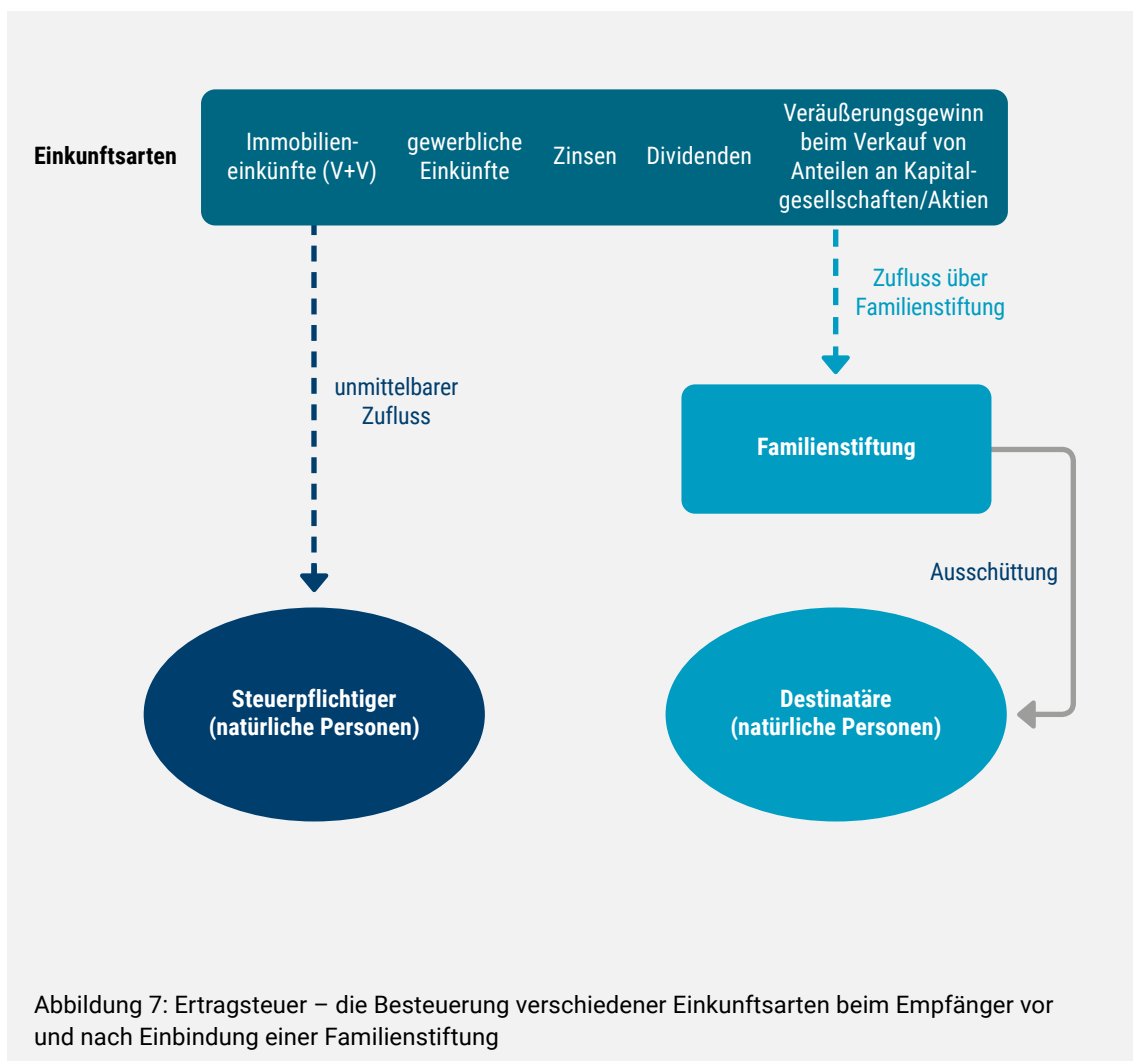 Einkunftsarten
Immobilien-
einkünfte (V+V)
gewerbliche
Einkünfte
Zinsen
Dividenden
Veräußerungsgewinn
beim Verkauf von
Anteilen an Kapital-
gesellschaften/Aktien
Zufluss über
Familienstiftung
unmittelbarer
Zufluss
Familienstiftung
Ausschüttung
Steuerpflichtiger
(natürliche Personen)
Destinatäre
(natürliche Personen)
Abbildung 7: Ertragsteuer – die Besteuerung verschiedener Einkunftsarten beim Empfänger vor
und nach Einbindung einer Familienstiftung